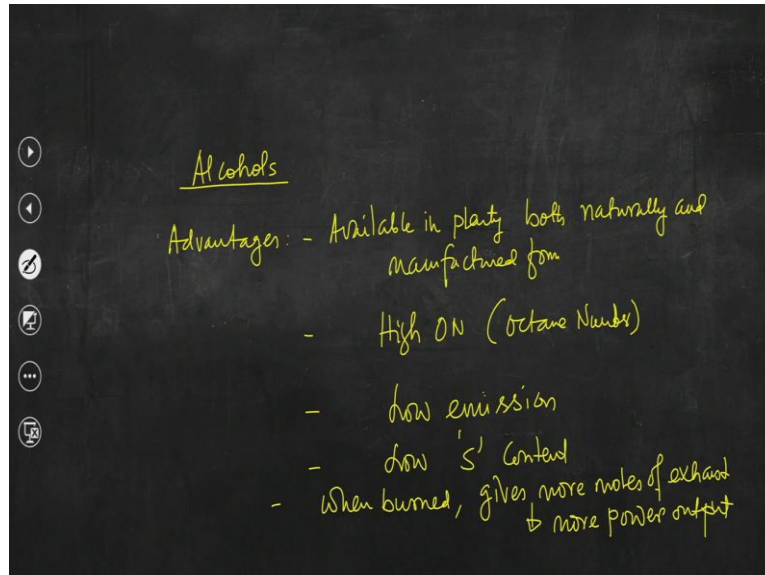 Alcohols
Advantages: - Available in plenty both naturally and
manufactured form
- High ON (Octane Number)
- Low emission
- Low 'S' Content
- When burned, gives more moles of exhaust
↳ more power output